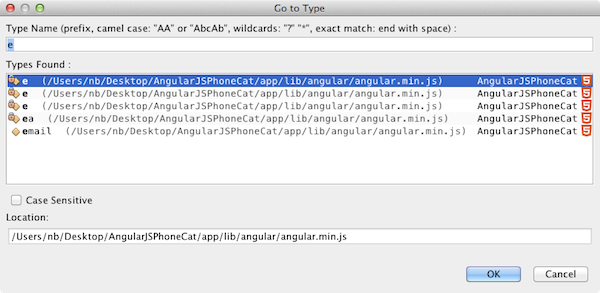 Go to Type
Type Name (prefix, camel case: "AA" or "AbcAb", wildcards: "?" "*", exact match: end with space) :
e
Types Found :
e (/Users/nb/Desktop/AngularJSPhoneCat/app/lib/angular/angular.min.js) AngularJSPhoneCat
e (/Users/nb/Desktop/AngularJSPhoneCat/app/lib/angular/angular.min.js) AngularJSPhoneCat
e (/Users/nb/Desktop/AngularJSPhoneCat/app/lib/angular/angular.min.js) AngularJSPhoneCat
ea (/Users/nb/Desktop/AngularJSPhoneCat/app/lib/angular/angular.min.js) AngularJSPhoneCat
email (/Users/nb/Desktop/AngularJSPhoneCat/app/lib/angular/angular.min.js) AngularJSPhoneCat
Case Sensitive
Location:
/Users/nb/Desktop/AngularJSPhoneCat/app/lib/angular/angular.min.js
OK Cancel